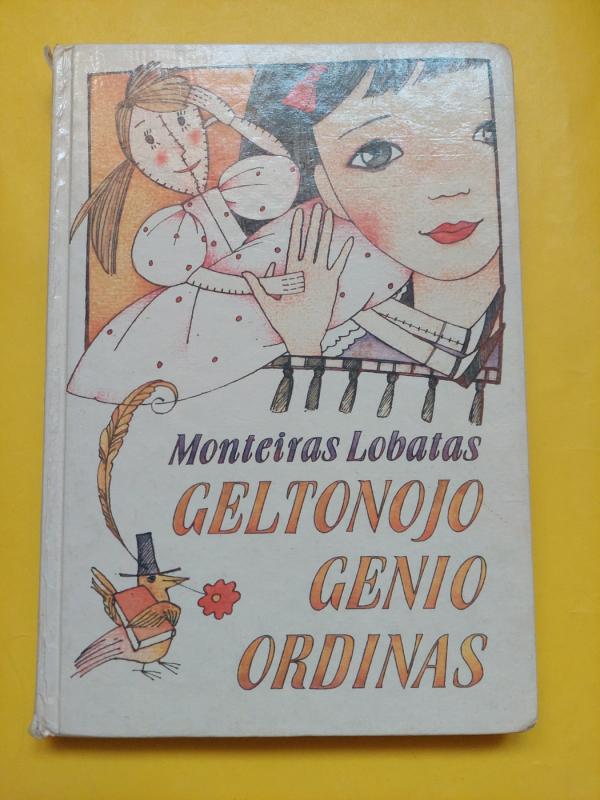 Monteiras Lobatas
GELTONOJO
GENIO
ORDINAS